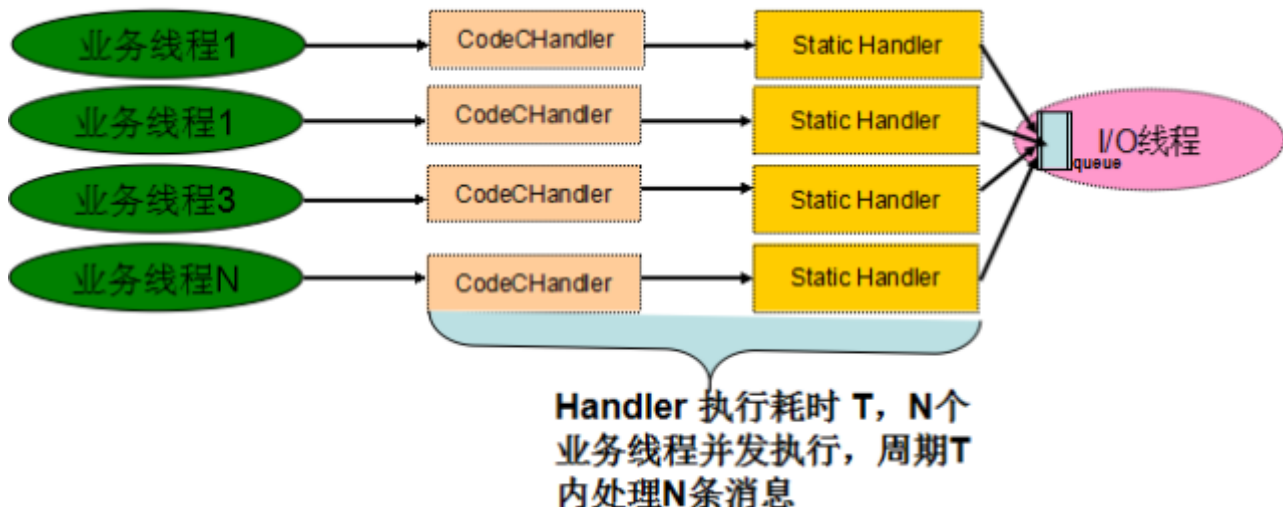 业务线程1
CodeCHandler
Static Handler
业务线程1
CodeCHandler
Static Handler
I/O线程
queue
业务线程3
CodeCHandler
Static Handler
业务线程N
CodeCHandler
Static Handler
Handler 执行耗时 T，N个
业务线程并发执行，周期T
内处理N条消息